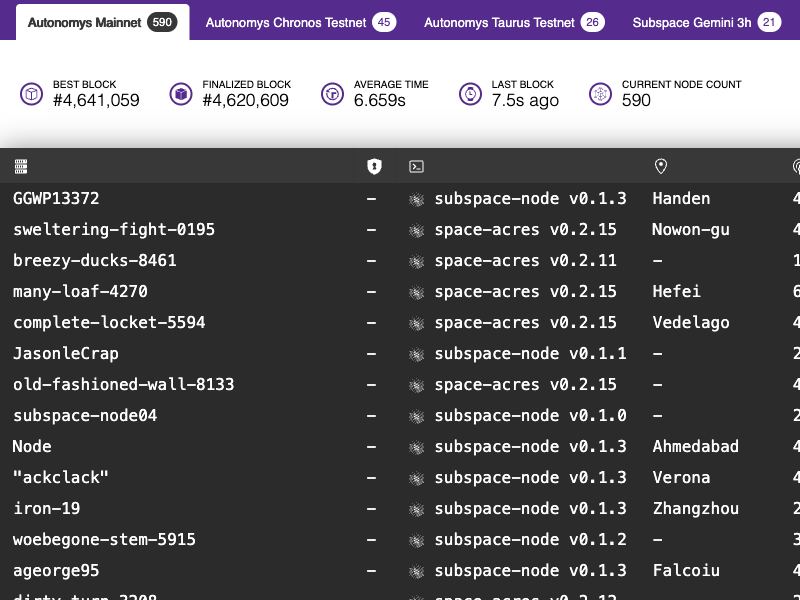 Autonomys Mainnet 590 Autonomys Chronos Testnet 45 Autonomys Taurus Testnet 26 Subspace Gemini 3h 21
BEST BLOCK FINALIZED BLOCK AVERAGE TIME LAST BLOCK CURRENT NODE COUNT
#4,641,059 #4,620,609 6.659s 7.5s ago 590
GGWP13372 – subspace-node v0.1.3 Handen 4
sweltering-fight-0195 – space-acres v0.2.15 Nowon-gu 4
breezy-ducks-8461 – space-acres v0.2.11 – 1
many-loaf-4270 – space-acres v0.2.15 Hefei 6
complete-locket-5594 – space-acres v0.2.15 Vedelago 4
JasonleCrap – subspace-node v0.1.1 – 2
old-fashioned-wall-8133 – space-acres v0.2.15 – 4
subspace-node04 – subspace-node v0.1.0 – 2
Node – subspace-node v0.1.3 Ahmedabad 4
"ackclack" – subspace-node v0.1.3 Verona 4
iron-19 – subspace-node v0.1.3 Zhangzhou 2
woebegone-stem-5915 – subspace-node v0.1.2 – 3
ageorge95 – subspace-node v0.1.3 Falcoiu 4